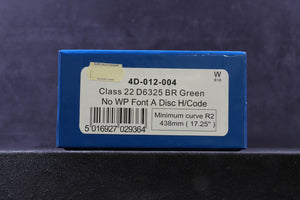 4D-012-004
W
Class 22 D6325 BR Green
No WP Font A Disc H/Code
Minimum curve R2
438mm ( 17.25" )
5 016927 029364